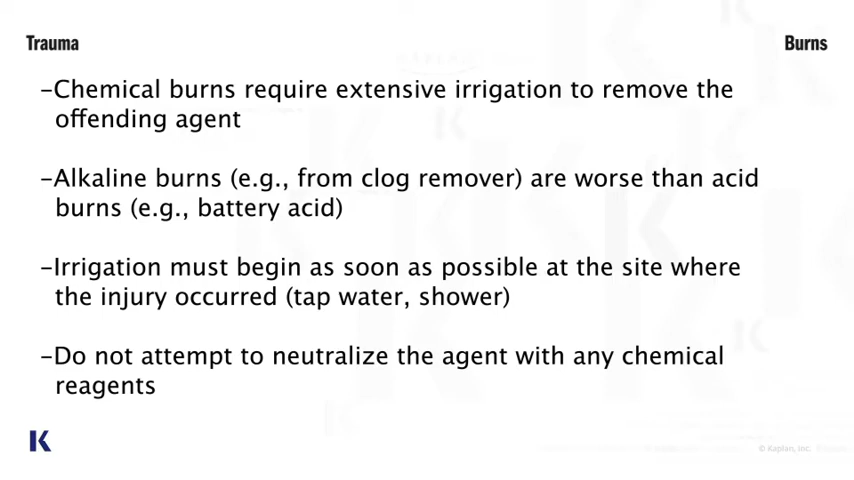 Trauma
Burns
–Chemical burns require extensive irrigation to remove the
offending agent
–Alkaline burns (e.g., from clog remover) are worse than acid
burns (e.g., battery acid)
–Irrigation must begin as soon as possible at the site where
the injury occurred (tap water, shower)
–Do not attempt to neutralize the agent with any chemical
reagents
K
© Kaplan, Inc.